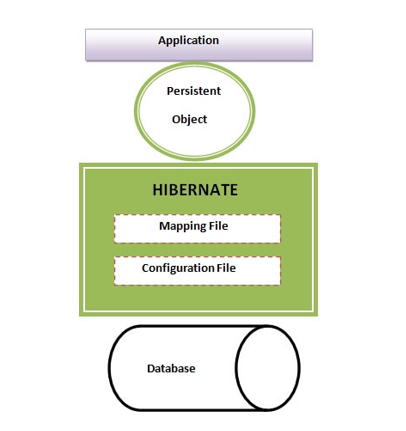 Application
Persistent
Object
HIBERNATE
Mapping File
Configuration File
Database